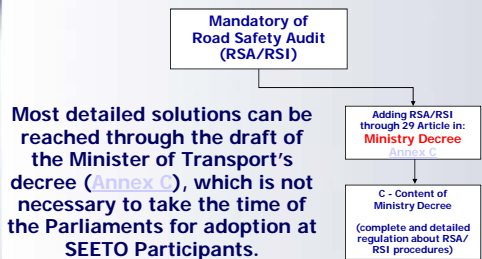 Mandatory of
Road Safety Audit
(RSA/RSI)
Most detailed solutions can be
reached through the draft of
the Minister of Transport's
decree (Annex C), which is not
necessary to take the time of
the Parliaments for adoption at
SEETO Participants.
Adding RSA/RSI
through 29 Article in:
Ministry Decree
Annex C
C - Content of
Ministry Decree
(complete and detailed
regulation about RSA/
RSI procedures)